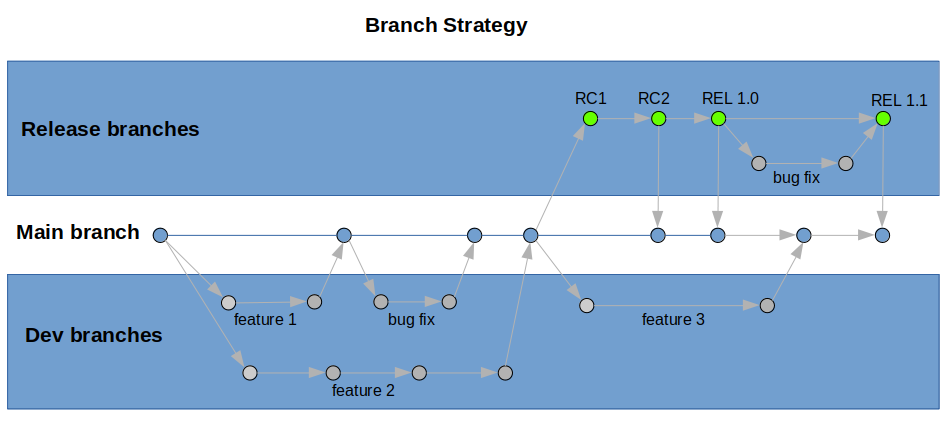 Branch Strategy
RC1
RC2
REL 1.0
REL 1.1
Release branches
bug fix
Main branch
feature 1
bug fix
feature 3
Dev branches
feature 2